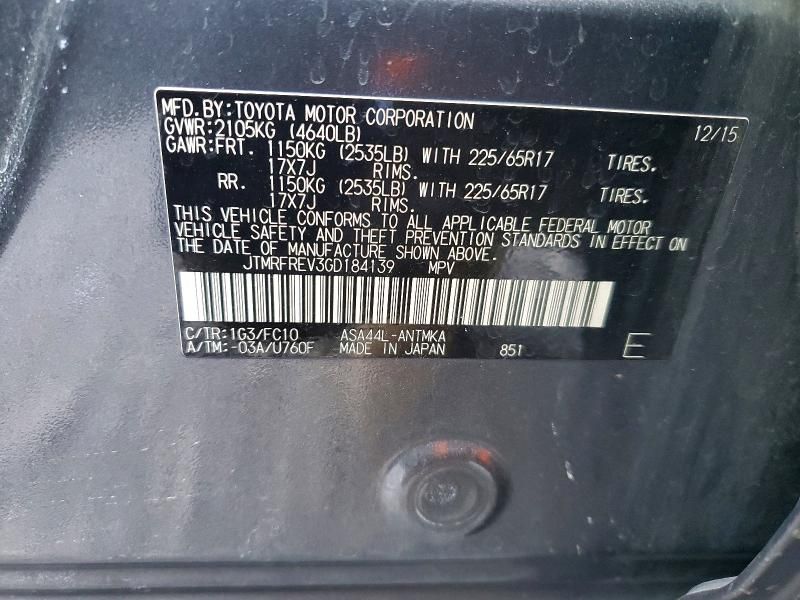 MFD.BY:TOYOTA MOTOR CORPORATION 12/15
GVWR:2105KG (4640LB)
GAWR:FRT. 1150KG (2535LB) WITH 225/65R17 TIRES.
17X7J RIMS.
RR. 1150KG (2535LB) WITH 225/65R17 TIRES.
17X7J RIMS.
THIS VEHICLE CONFORMS TO ALL APPLICABLE FEDERAL MOTOR
VEHICLE SAFETY AND THEFT PREVENTION STANDARDS IN EFFECT ON
THE DATE OF MANUFACTURE SHOWN ABOVE.
JTMRFREV3GD184139 MPV
C/TR:1G3/FC10 ASA44L-ANTMKA
A/TM:-03A/U760F MADE IN JAPAN 851 E